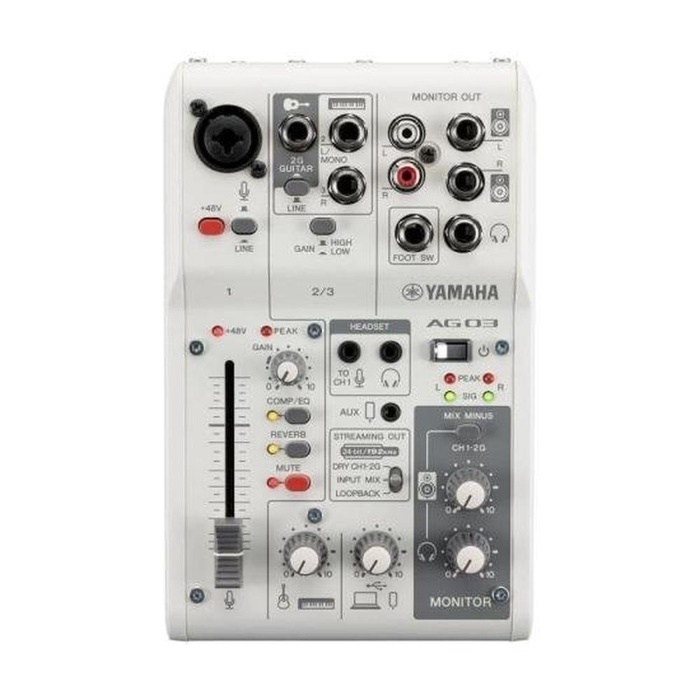 MONITOR OUT
2G
GUITAR
2
L/
MONO
L
L
3
R
R
R
LINE
+48V
LINE
GAIN
HIGH
LOW
FOOT SW
1
2/3
YAMAHA
AG03
+48V
PEAK
HEADSET
GAIN
0
10
TO
CH1
L
PEAK
R
SIG
COMP/EQ
AUX
MIX MINUS
REVERB
STREAMING OUT
24-bit/192kHz
CH1-2G
MUTE
DRY CH1-2G
INPUT MIX
LOOPBACK
0
10
0
10
0
10
0
10
MONITOR